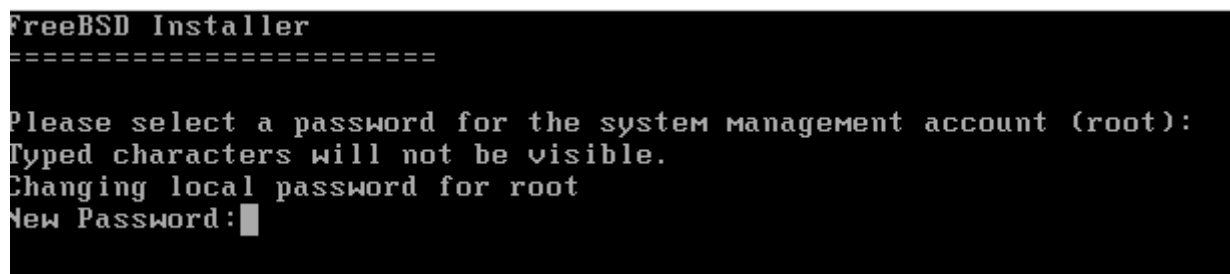 FreeBSD Installer
========================
Please select a password for the system management account (root):
Typed characters will not be visible.
Changing local password for root
New Password: